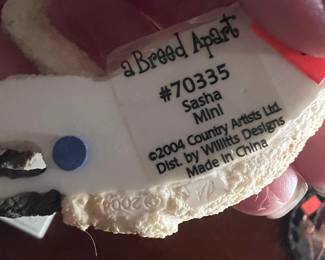 a Breed Apart
#70335
Sasha
Mini
©2004 Country Artists Ltd.
Dist. by Willitts Designs
Made in China